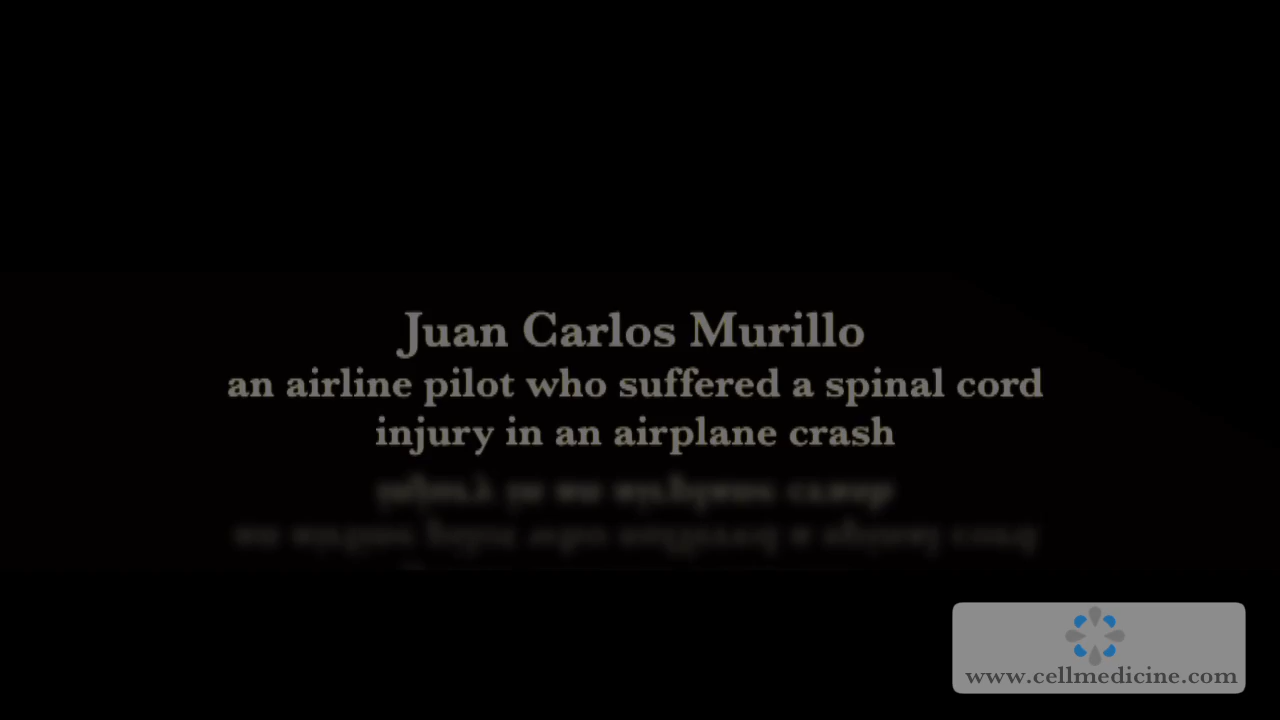 Juan Carlos Murillo
an airline pilot who suffered a spinal cord
injury in an airplane crash
www.cellmedicine.com